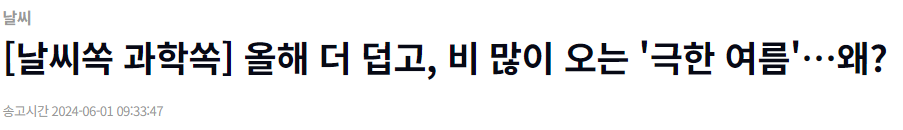 날씨
[날씨쏙 과학쏙] 올해 더 덥고, 비 많이 오는 '극한 여름'…왜?
송고시간 2024-06-01 09:33:47